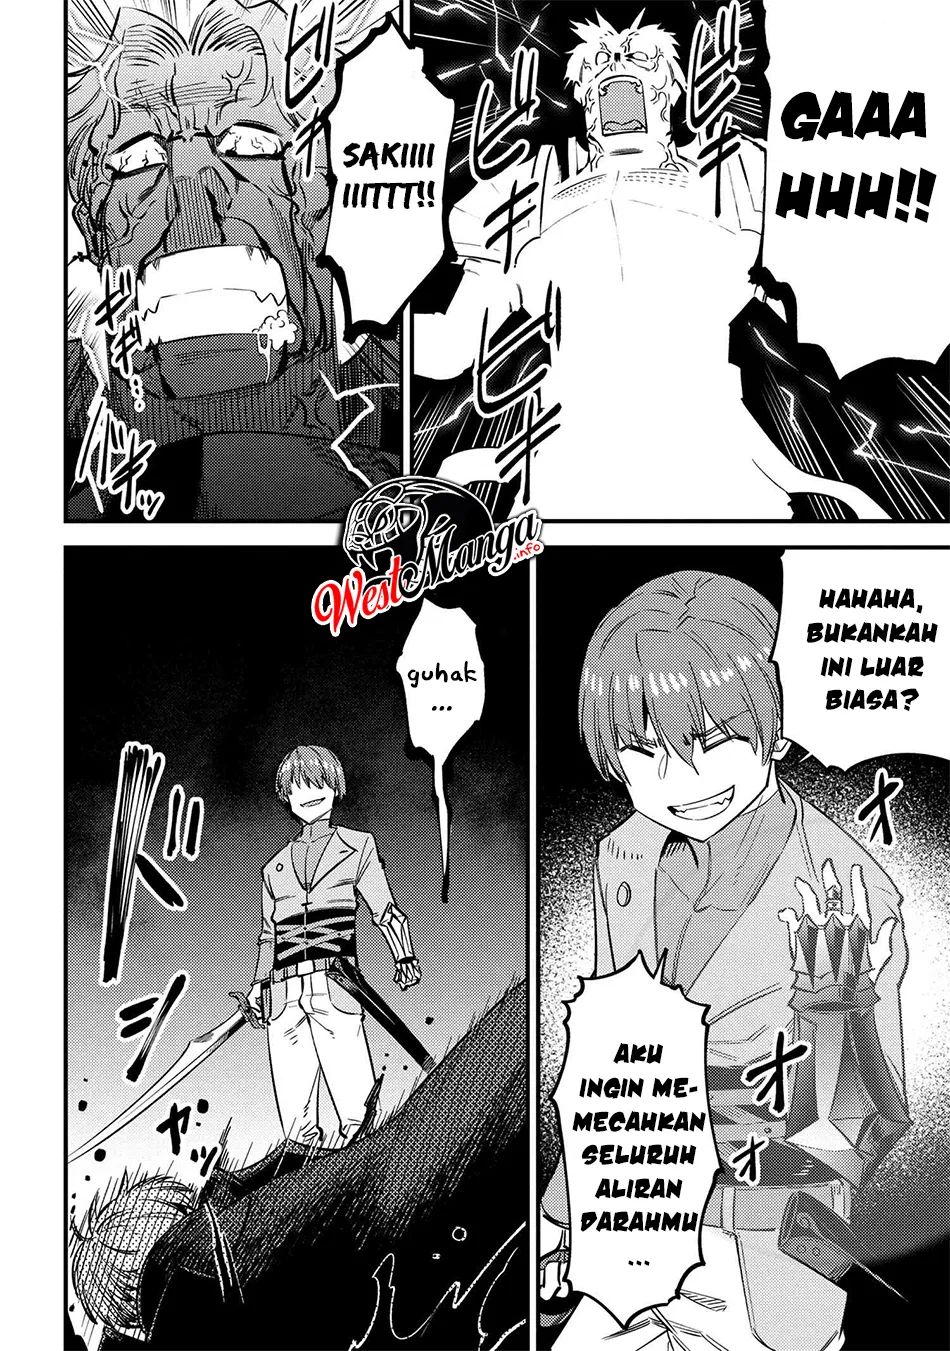 GAAA
HHH!!
SAKIIII
IIITTT!!
HAHAHA,
BUKANKAH
INI LUAR
BIASA?
AKU
INGIN ME-
MECAHKAN
SELURUH
ALIRAN
DARAHMU
...
guhak
...
WestManga
.info